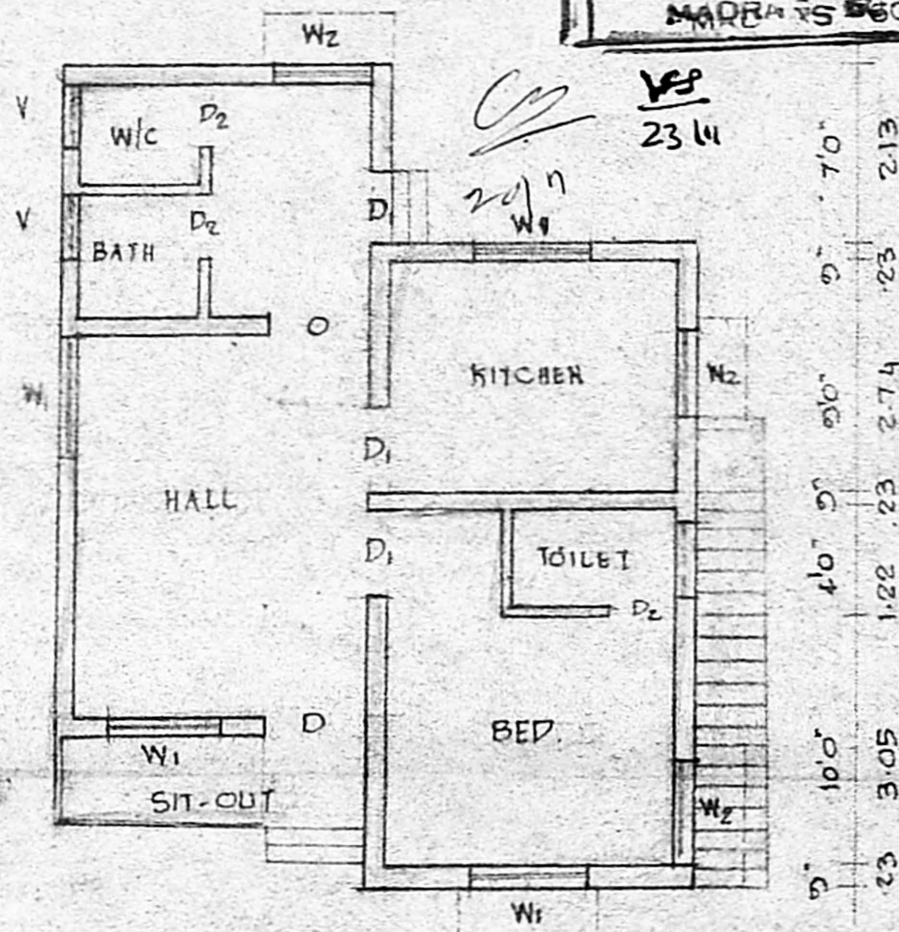 MADRAS
W2
V
W/C
D2
23
7'0"
2.13
V
D2
BATH
D
W1
9"
.23
O
W1
KITCHEN
W2
9'0"
2.74
D1
HALL
9"
.23
D1
TOILET
4'0"
1.22
D2
D
BED
W1
10'0"
3.05
SIT-OUT
W2
9"
.23
W1